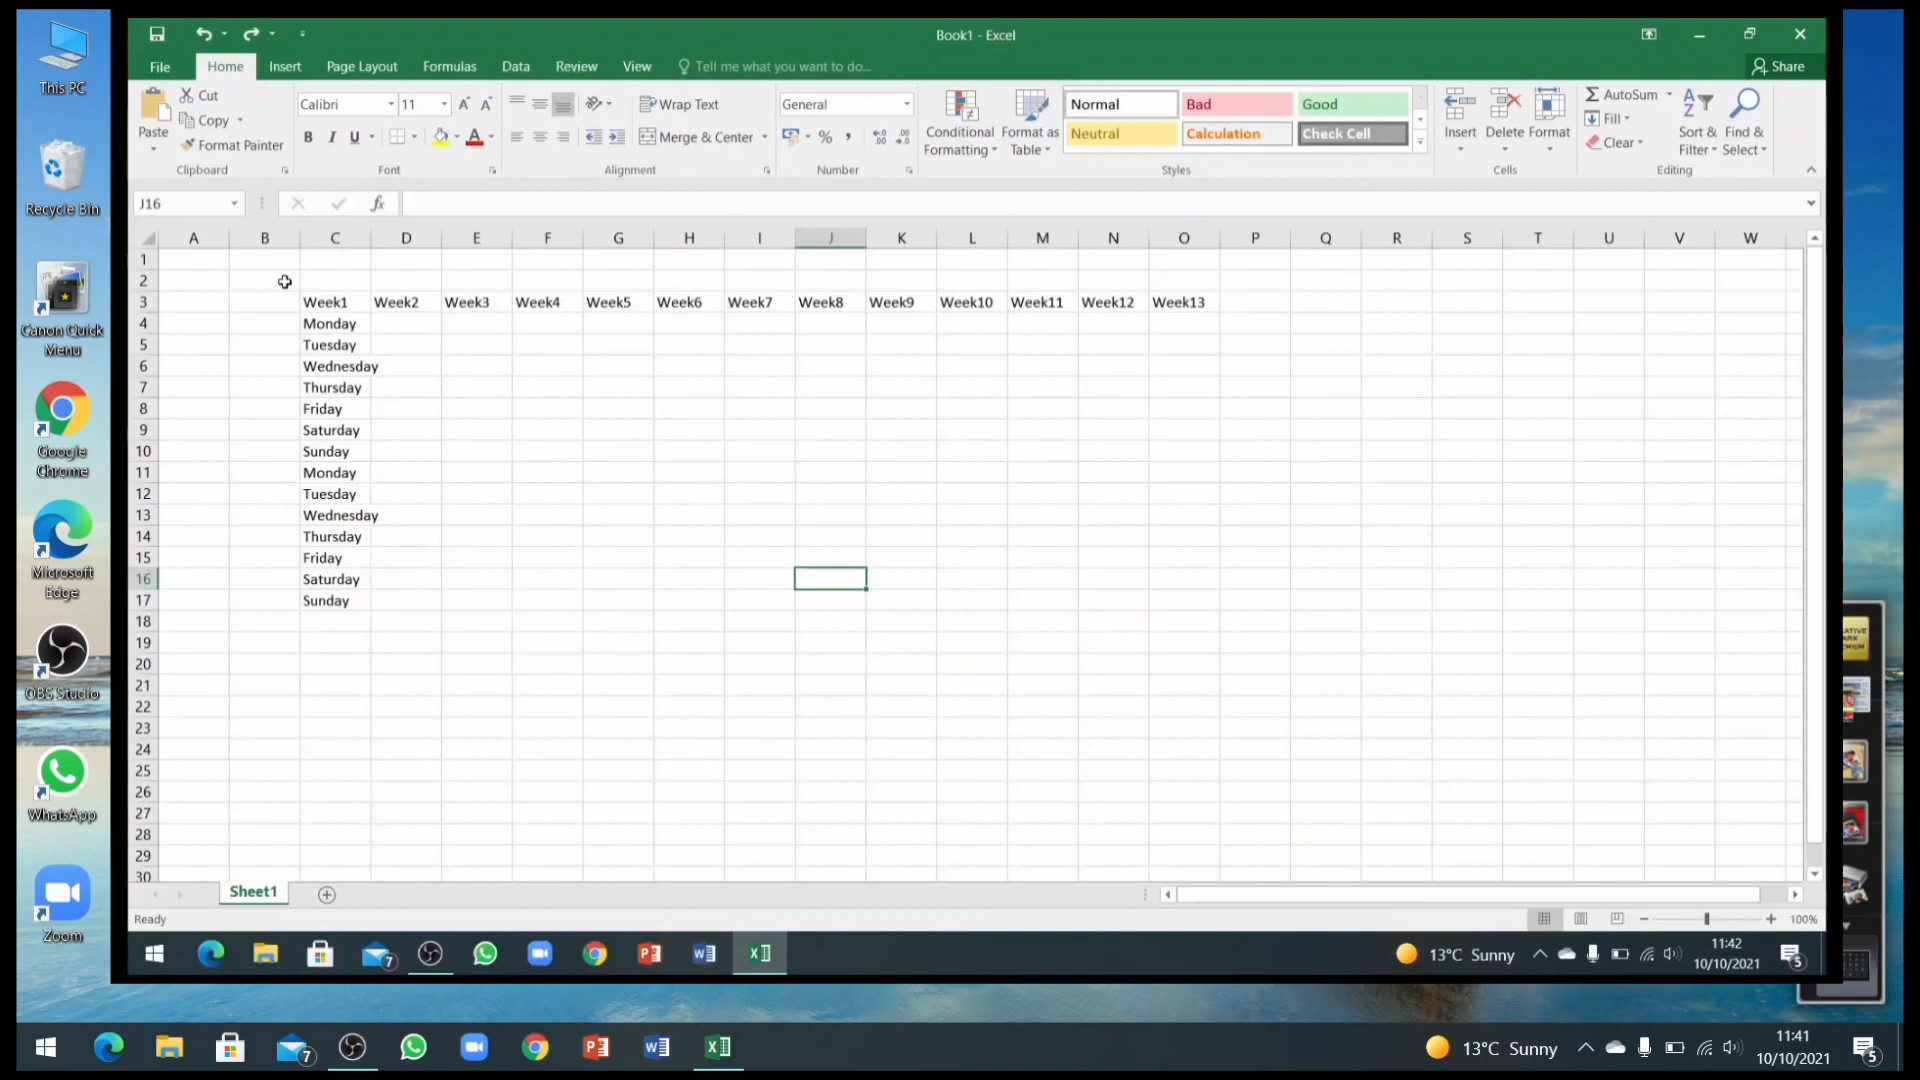 This PC
Recycle Bin
Canon Quick
Menu
Google
Chrome
Microsoft
Edge
OBS Studio
WhatsApp
Zoom
Book1 - Excel
File Home Insert Page Layout Formulas Data Review View Tell me what you want to do... Share
Paste
Cut
Copy
Format Painter
Clipboard
Calibri 11
B I U
Font
Wrap Text
Merge & Center
Alignment
General
Number
Conditional
Formatting
Format as
Table
Normal Bad Good
Neutral Calculation Check Cell
Styles
Insert Delete Format
Cells
AutoSum
Fill
Clear
Sort &
Filter
Find &
Select
Editing
J16
fx
A B C D E F G H I J K L M N O P Q R S T U V W
1
2
3 Week1 Week2 Week3 Week4 Week5 Week6 Week7 Week8 Week9 Week10 Week11 Week12 Week13
4 Monday
5 Tuesday
6 Wednesday
7 Thursday
8 Friday
9 Saturday
10 Sunday
11 Monday
12 Tuesday
13 Wednesday
14 Thursday
15 Friday
16 Saturday
17 Sunday
18
19
20
21
22
23
24
25
26
27
28
29
30
Sheet1
Ready
100%
7
13°C Sunny
11:42
10/10/2021
5
7
13°C Sunny
11:41
10/10/2021
5